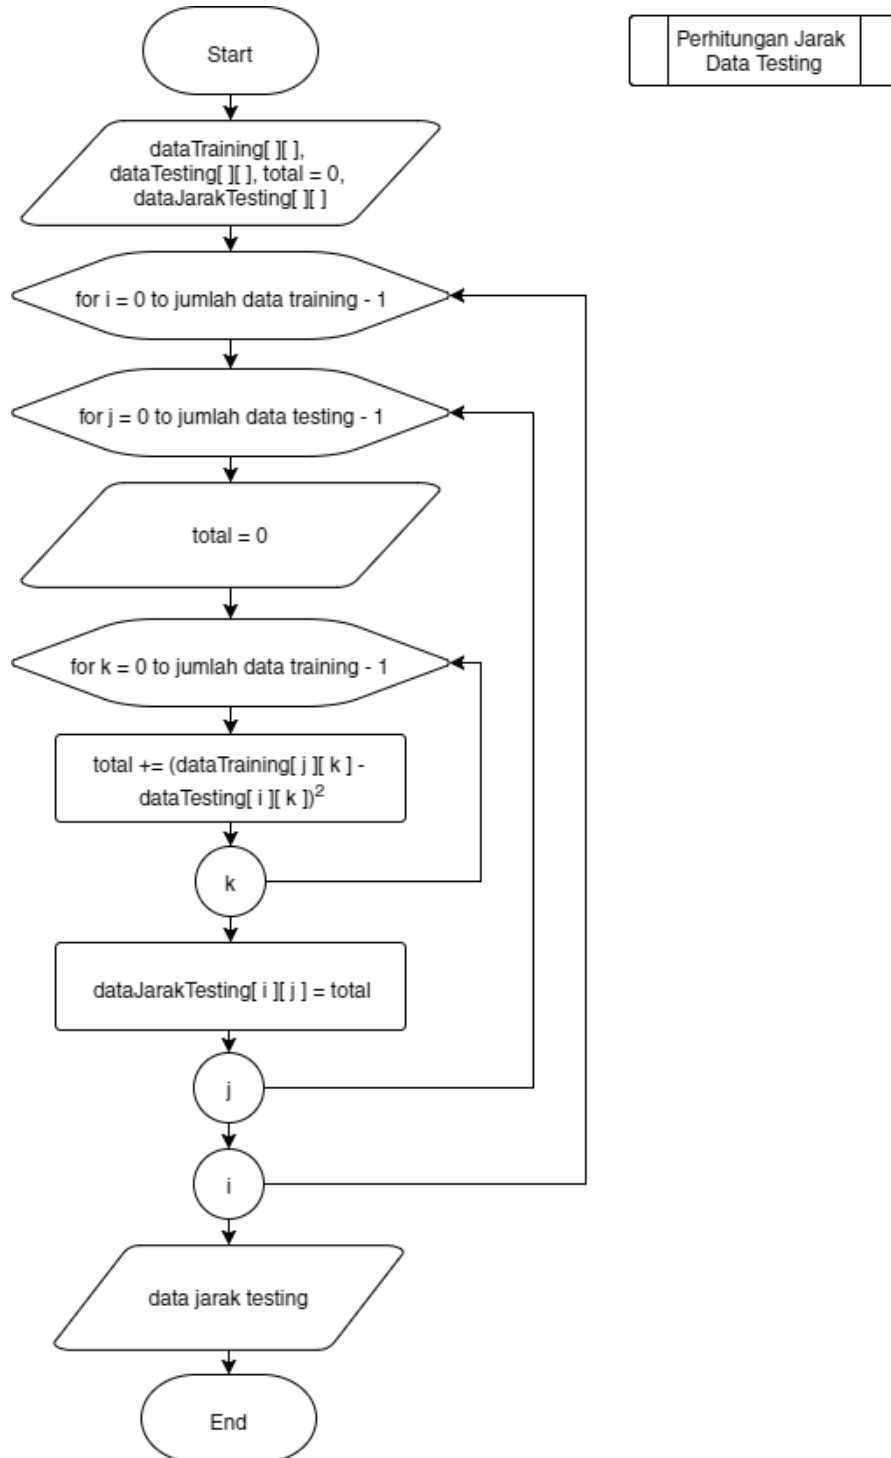 Start
Perhitungan Jarak
Data Testing
dataTraining[ ][ ],
dataTesting[ ][ ], total = 0,
dataJarakTesting[ ][ ]
for i = 0 to jumlah data training - 1
for j = 0 to jumlah data testing - 1
total = 0
for k = 0 to jumlah data training - 1
total += (dataTraining[ j ][ k ] -
dataTesting[ i ][ k ])²
k
dataJarakTesting[ i ][ j ] = total
j
i
data jarak testing
End